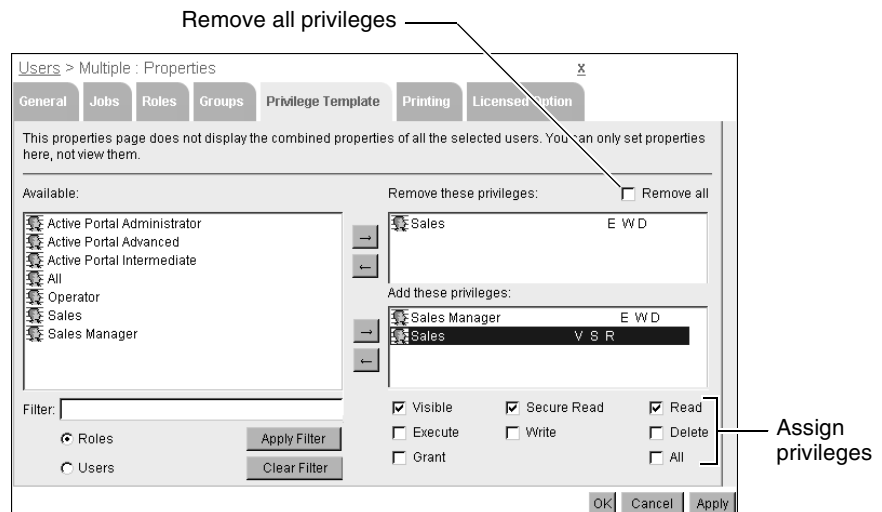 Remove all privileges
Users > Multiple : Properties
X
General Jobs Roles Groups Privilege Template Printing Licensed Option
This properties page does not display the combined properties of all the selected users. You can only set properties
here, not view them.
Available:
Remove these privileges:
Remove all
Active Portal Administrator
Active Portal Advanced
Active Portal Intermediate
All
Operator
Sales
Sales Manager
Sales E W D
Add these privileges:
Sales Manager E W D
Sales V S R
Filter:
Roles
Users
Apply Filter
Clear Filter
Visible Secure Read Read
Execute Write Delete
Grant All
Assign
privileges
OK Cancel Apply